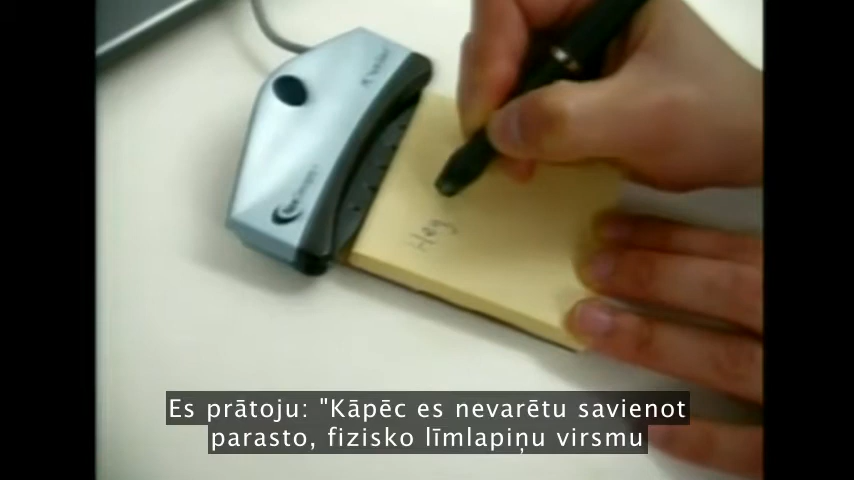 Hey
Es prātoju: "Kāpēc es nevarētu savienot
parasto, fizisko līmlapiņu virsmu